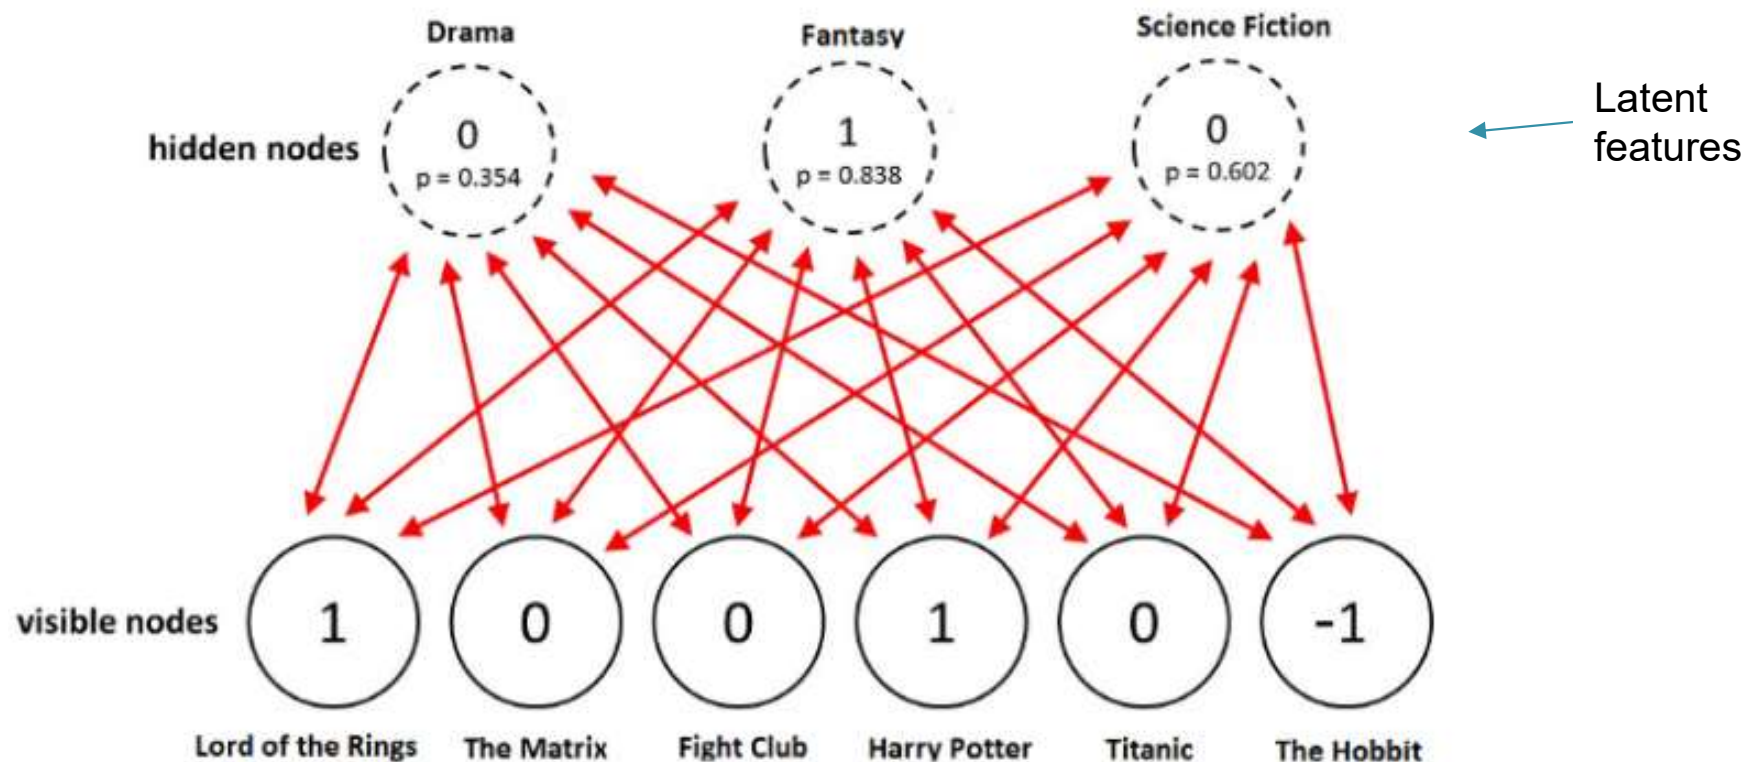 Drama Fantasy Science Fiction
Latent
features
hidden nodes
0 1 0
p = 0.354 p = 0.838 p = 0.602
visible nodes 1 0 0 1 0 -1
Lord of the Rings The Matrix Fight Club Harry Potter Titanic The Hobbit